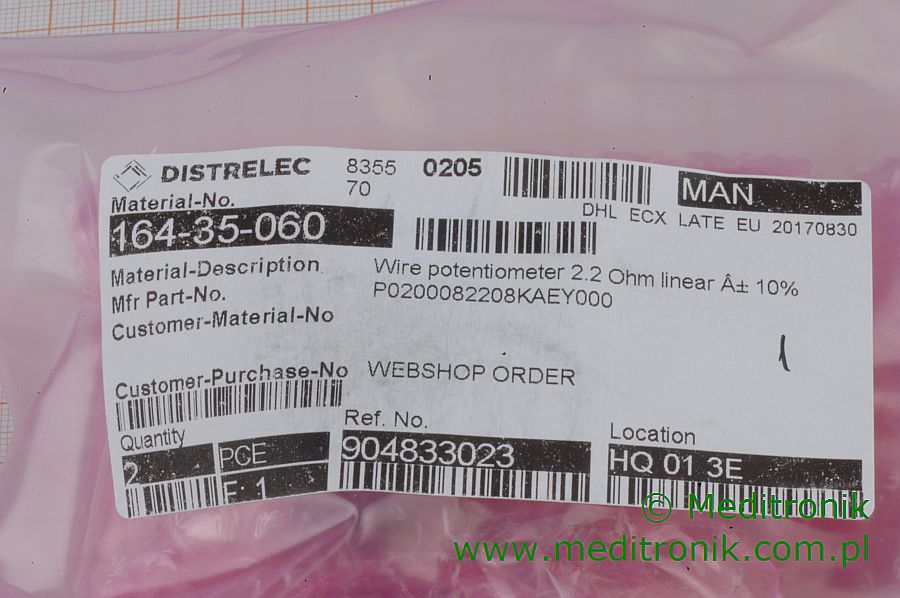 DISTRELEC
8355 0205
70
MAN
Material-No.
DHL ECX LATE EU 20170830
164-35-060
Material-Description Wire potentiometer 2.2 Ohm linear Â± 10%
Mfr Part-No. P0200082208KAEY000
Customer-Material-No
1
Customer-Purchase-No WEBSHOP ORDER
Quantity
Ref. No.
Location
2 PCE 904833023 HQ 01 3E
F: 1
© Meditronik
www.meditronik.com.pl